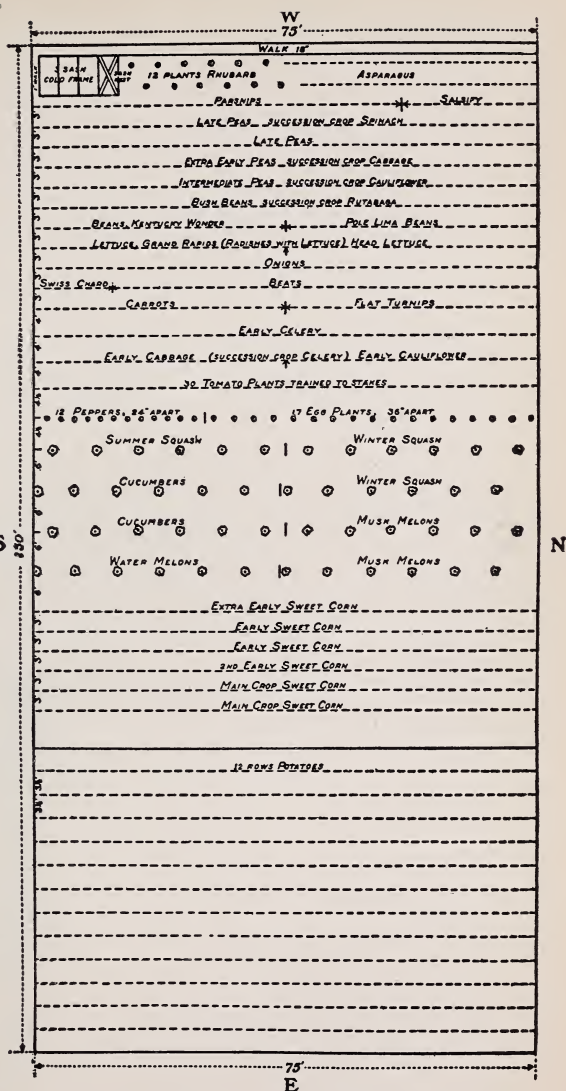 W
75'
WALK 18"
3 SASH
COLD FRAME
12 PLANTS RHUBARB
ASPARAGUS
PARSNIPS
SALSIFY
LATE PEAS SUCCESSION CROP SPINACH
LATE PEAS
EXTRA EARLY PEAS SUCCESSION CROP CABBAGE
INTERMEDIATE PEAS SUCCESSION CROP CAULIFLOWER
BUSH BEANS SUCCESSION CROP RUTABAGA
BEANS, KENTUCKY WONDER
POLE LIMA BEANS
LETTUCE, GRAND RAPIDS (RADISHES WITH LETTUCE) HEAD LETTUCE
ONIONS
SWISS CHARD
BEATS
CARROTS
FLAT TURNIPS
EARLY CELERY
EARLY CABBAGE (SUCCESSION CROP CELERY) EARLY CAULIFLOWER
30 TOMATO PLANTS TRAINED TO STAKES
12 PEPPERS, 24" APART
17 EGG PLANTS, 36" APART
SUMMER SQUASH
WINTER SQUASH
CUCUMBERS
WINTER SQUASH
CUCUMBERS
MUSK MELONS
S
150'
N
WATER MELONS
MUSK MELONS
EXTRA EARLY SWEET CORN
EARLY SWEET CORN
EARLY SWEET CORN
2ND EARLY SWEET CORN
MAIN CROP SWEET CORN
MAIN CROP SWEET CORN
12 ROWS POTATOES
75'
E